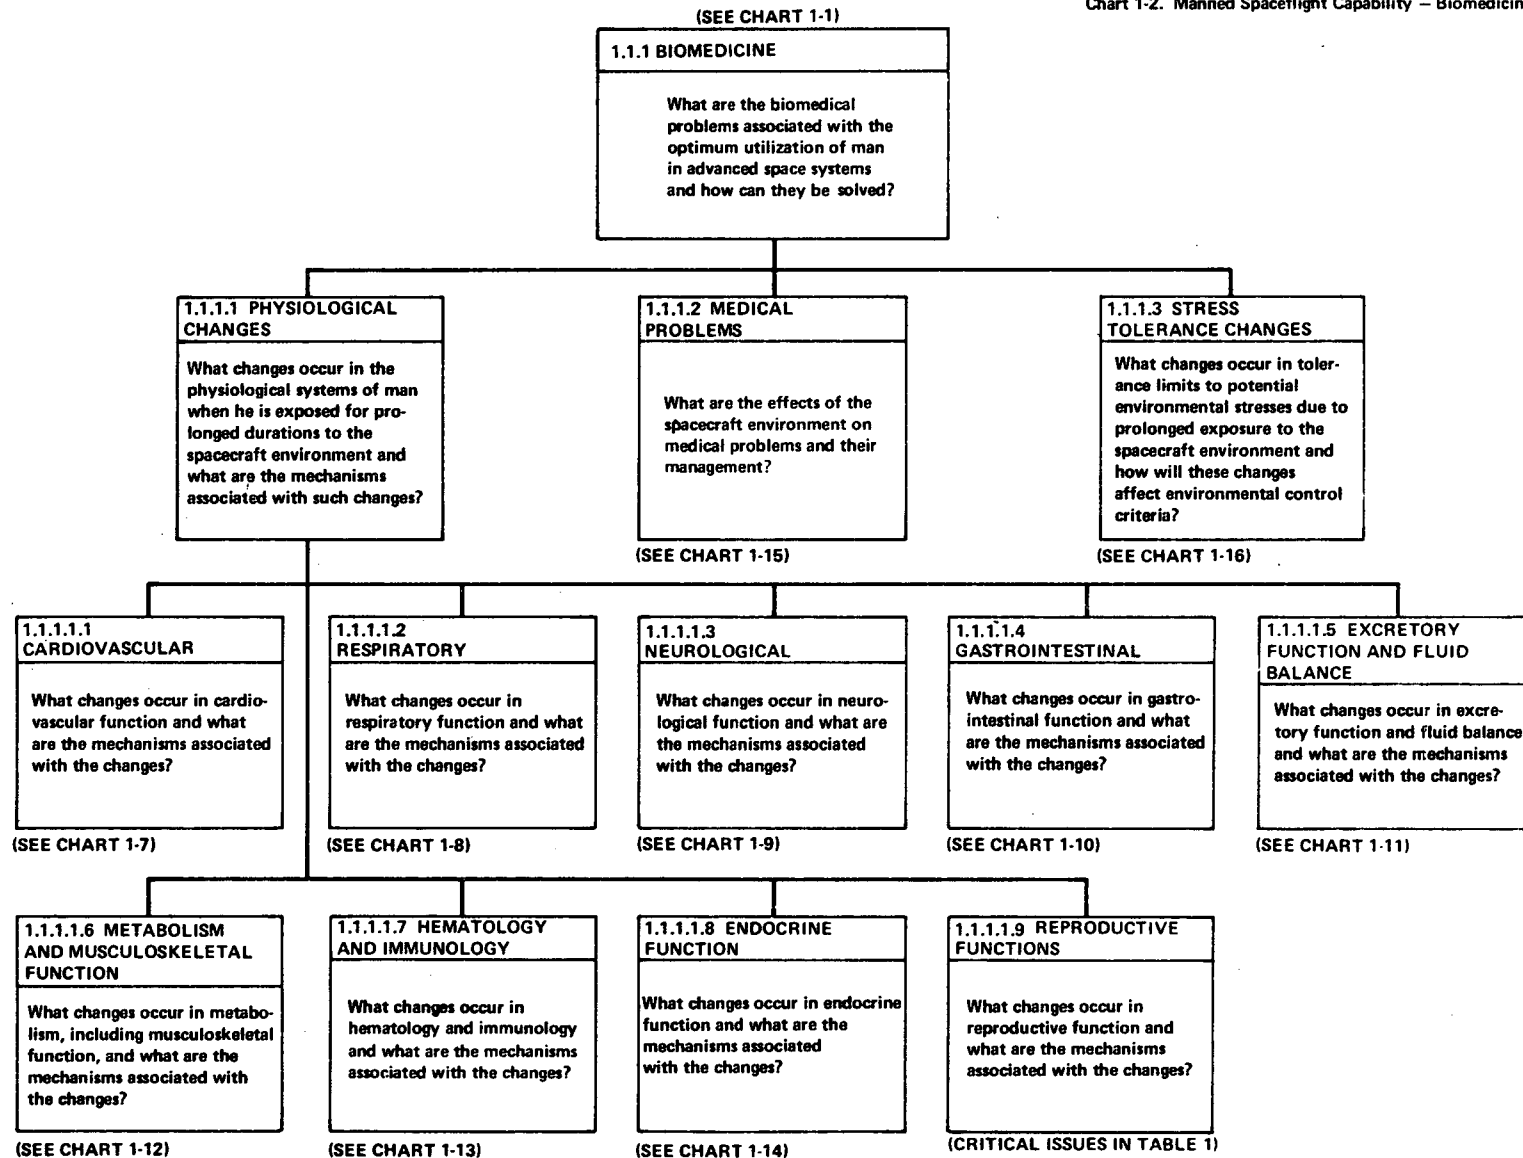 Chart 1-2. Manned Spaceflight Capability — Biomedicin
(SEE CHART 1-1)
1.1.1 BIOMEDICINE
What are the biomedical
problems associated with the
optimum utilization of man
in advanced space systems
and how can they be solved?
1.1.1.1 PHYSIOLOGICAL
CHANGES
What changes occur in the
physiological systems of man
when he is exposed for pro-
longed durations to the
spacecraft environment and
what are the mechanisms
associated with such changes?
1.1.1.2 MEDICAL
PROBLEMS
What are the effects of the
spacecraft environment on
medical problems and their
management?
(SEE CHART 1-15)
1.1.1.3 STRESS
TOLERANCE CHANGES
What changes occur in toler-
ance limits to potential
environmental stresses due to
prolonged exposure to the
spacecraft environment and
how will these changes
affect environmental control
criteria?
(SEE CHART 1-16)
1.1.1.1.1
CARDIOVASCULAR
What changes occur in cardio-
vascular function and what
are the mechanisms associated
with the changes?
(SEE CHART 1-7)
1.1.1.1.2
RESPIRATORY
What changes occur in
respiratory function and what
are the mechanisms associated
with the changes?
(SEE CHART 1-8)
1.1.1.1.3
NEUROLOGICAL
What changes occur in neuro-
logical function and what are
the mechanisms associated
with the changes?
(SEE CHART 1-9)
1.1.1.1.4
GASTROINTESTINAL
What changes occur in gastro-
intestinal function and what
are the mechanisms associated
with the changes?
(SEE CHART 1-10)
1.1.1.1.5 EXCRETORY
FUNCTION AND FLUID
BALANCE
What changes occur in excre-
tory function and fluid balance
and what are the mechanisms
associated with the changes?
(SEE CHART 1-11)
1.1.1.1.6 METABOLISM
AND MUSCULOSKELETAL
FUNCTION
What changes occur in metabo-
lism, including musculoskeletal
function, and what are the
mechanisms associated with
the changes?
(SEE CHART 1-12)
1.1.1.1.7 HEMATOLOGY
AND IMMUNOLOGY
What changes occur in
hematology and immunology
and what are the mechanisms
associated with the changes?
(SEE CHART 1-13)
1.1.1.1.8 ENDOCRINE
FUNCTION
What changes occur in endocrine
function and what are the
mechanisms associated
with the changes?
(SEE CHART 1-14)
1.1.1.1.9 REPRODUCTIVE
FUNCTIONS
What changes occur in
reproductive function and
what are the mechanisms
associated with the changes?
(CRITICAL ISSUES IN TABLE 1)